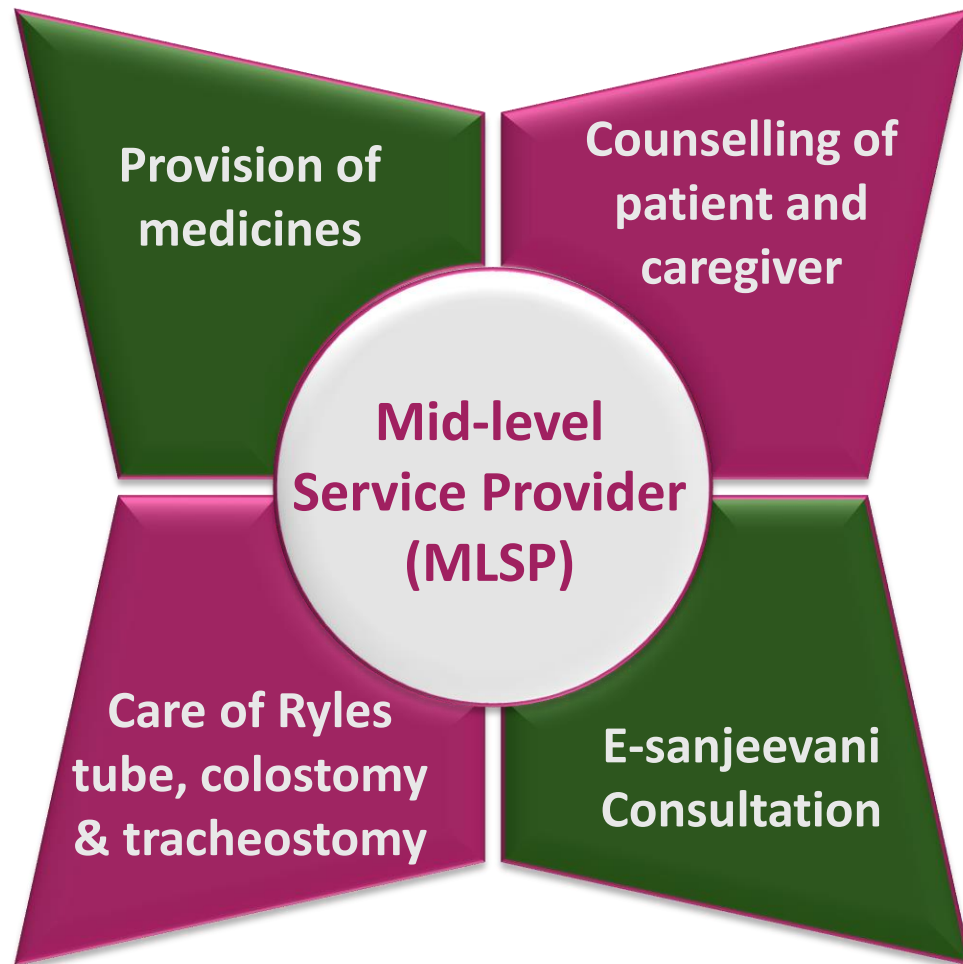 Provision of
medicines
Counselling of
patient and
caregiver
Mid-level
Service Provider
(MLSP)
Care of Ryles
tube, colostomy
& tracheostomy
E-sanjeevani
Consultation